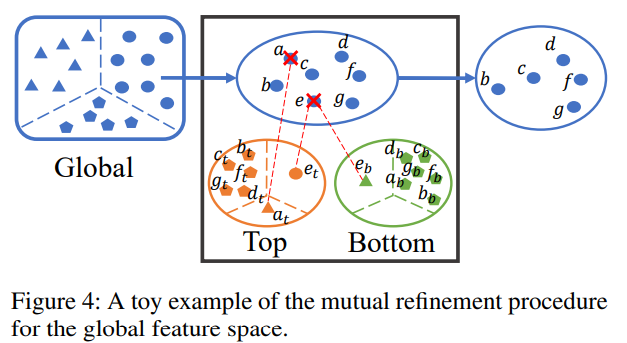 a
b
c
d
e
f
g
Global
c_t
b_t
g_t
f_t
d_t
e_t
a_t
Top
e_b
d_b
c_b
a_b
g_b
f_b
b_b
Bottom
b
c
d
f
g
Figure 4: A toy example of the mutual refinement procedure
for the global feature space.